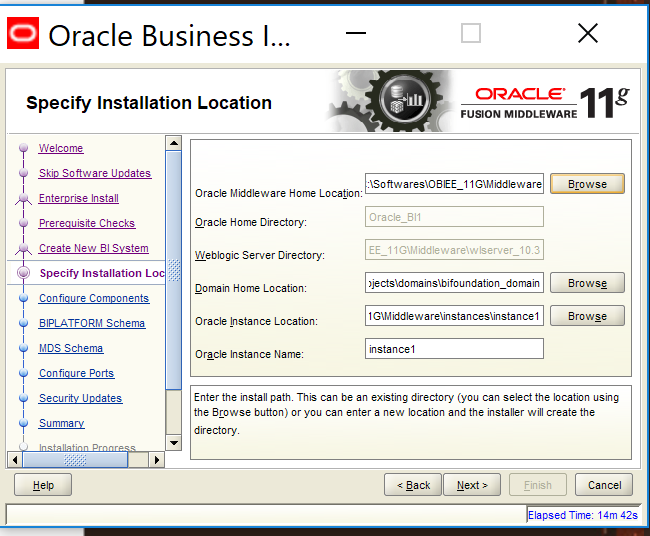 Oracle Business I...
Specify Installation Location
ORACLE
FUSION MIDDLEWARE 11g
Welcome
Skip Software Updates
Enterprise Install
Prerequisite Checks
Create New BI System
Specify Installation Loc
Configure Components
BIPLATFORM Schema
MDS Schema
Configure Ports
Security Updates
Summary
Installation Progress
Oracle Middleware Home Location: :\Softwares\OBIEE_11G\Middleware Browse
Oracle Home Directory: Oracle_BI1
Weblogic Server Directory: EE_11G\Middleware\wlserver_10.3
Domain Home Location: ojects\domains\bifoundation_domain Browse
Oracle Instance Location: 1G\Middleware\instances\instance1 Browse
Oracle Instance Name: instance1
Enter the install path. This can be an existing directory (you can select the location using
the Browse button) or you can enter a new location and the installer will create the
directory.
Help < Back Next > Finish Cancel
Elapsed Time: 14m 42s